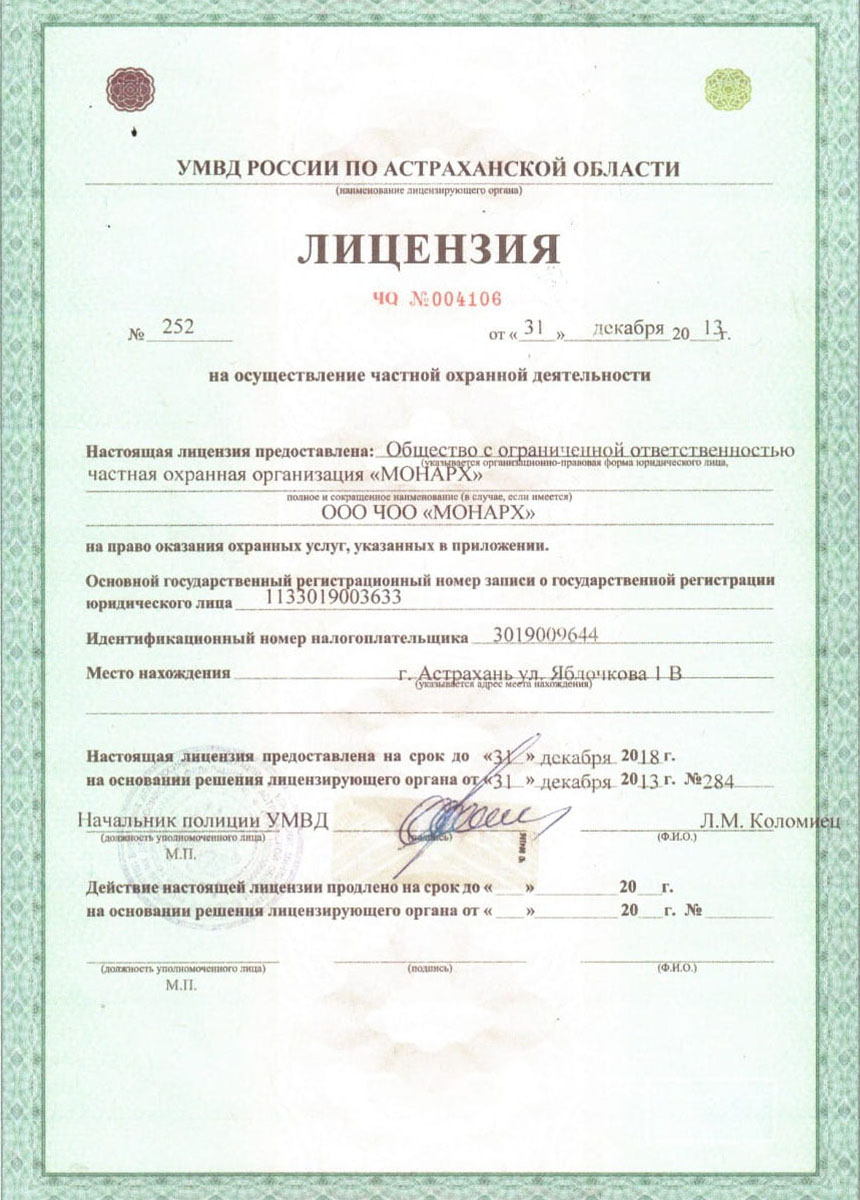 УМВД РОССИИ ПО АСТРАХАНСКОЙ ОБЛАСТИ
(наименование лицензирующего органа)
ЛИЦЕНЗИЯ
ЧО №004106
№ 252 от « 31 » декабря 20 13 г.
на осуществление частной охранной деятельности
Настоящая лицензия предоставлена: Общество с ограниченной ответственностью
(указывается организационно-правовая форма юридического лица,
частная охранная организация «МОНАРХ»
полное и сокращенное наименование (в случае, если имеется)
ООО ЧОО «МОНАРХ»
на право оказания охранных услуг, указанных в приложении.
Основной государственный регистрационный номер записи о государственной регистрации
юридического лица 1133019003633
Идентификационный номер налогоплательщика 3019009644
Место нахождения г. Астрахань ул. Яблочкова 1 В
(указывается адрес места нахождения)
Настоящая лицензия предоставлена на срок до «31» декабря 2018 г.
на основании решения лицензирующего органа от «31» декабря 2013 г. №284
Начальник полиции УМВД Л.М. Коломиец
(должность уполномоченного лица) (подпись) (Ф.И.О.)
М.П.
Действие настоящей лицензии продлено на срок до « » 20 г.
на основании решения лицензирующего органа от « » 20 г. №
(должность уполномоченного лица) (подпись) (Ф.И.О.)
М.П.